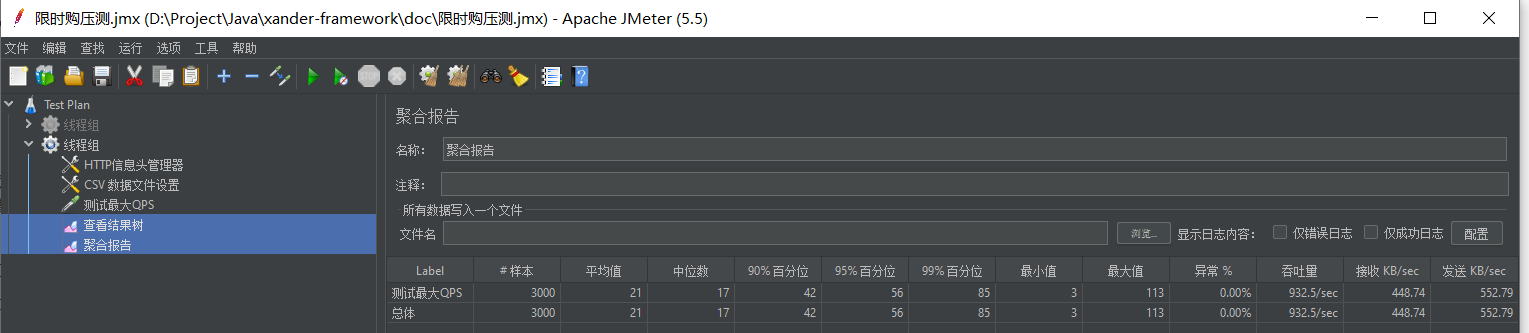 限时购压测.jmx (D:\Project\Java\xander-framework\doc\限时购压测.jmx) - Apache JMeter (5.5)
文件 编辑 查找 运行 选项 工具 帮助
STOP
Test Plan
线程组
线程组
HTTP信息头管理器
CSV 数据文件设置
测试最大QPS
查看结果树
聚合报告
聚合报告
名称： 聚合报告
注释：
所有数据写入一个文件
文件名 浏览... 显示日志内容： 仅错误日志 仅成功日志 配置
Label # 样本 平均值 中位数 90% 百分位 95% 百分位 99% 百分位 最小值 最大值 异常 % 吞吐量 接收 KB/sec 发送 KB/sec
测试最大QPS 3000 21 17 42 56 85 3 113 0.00% 932.5/sec 448.74 552.79
总体 3000 21 17 42 56 85 3 113 0.00% 932.5/sec 448.74 552.79